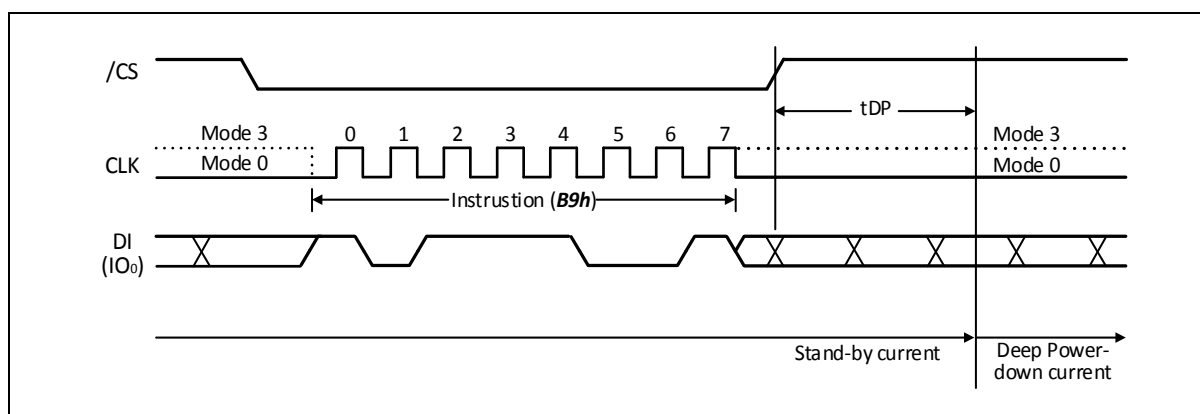 /CS
tDP
Mode 3
0 1 2 3 4 5 6 7
Mode 3
CLK
Mode 0
Mode 0
Instrustion (B9h)
DI
(IO₀)
Stand-by current
Deep Power-
down current